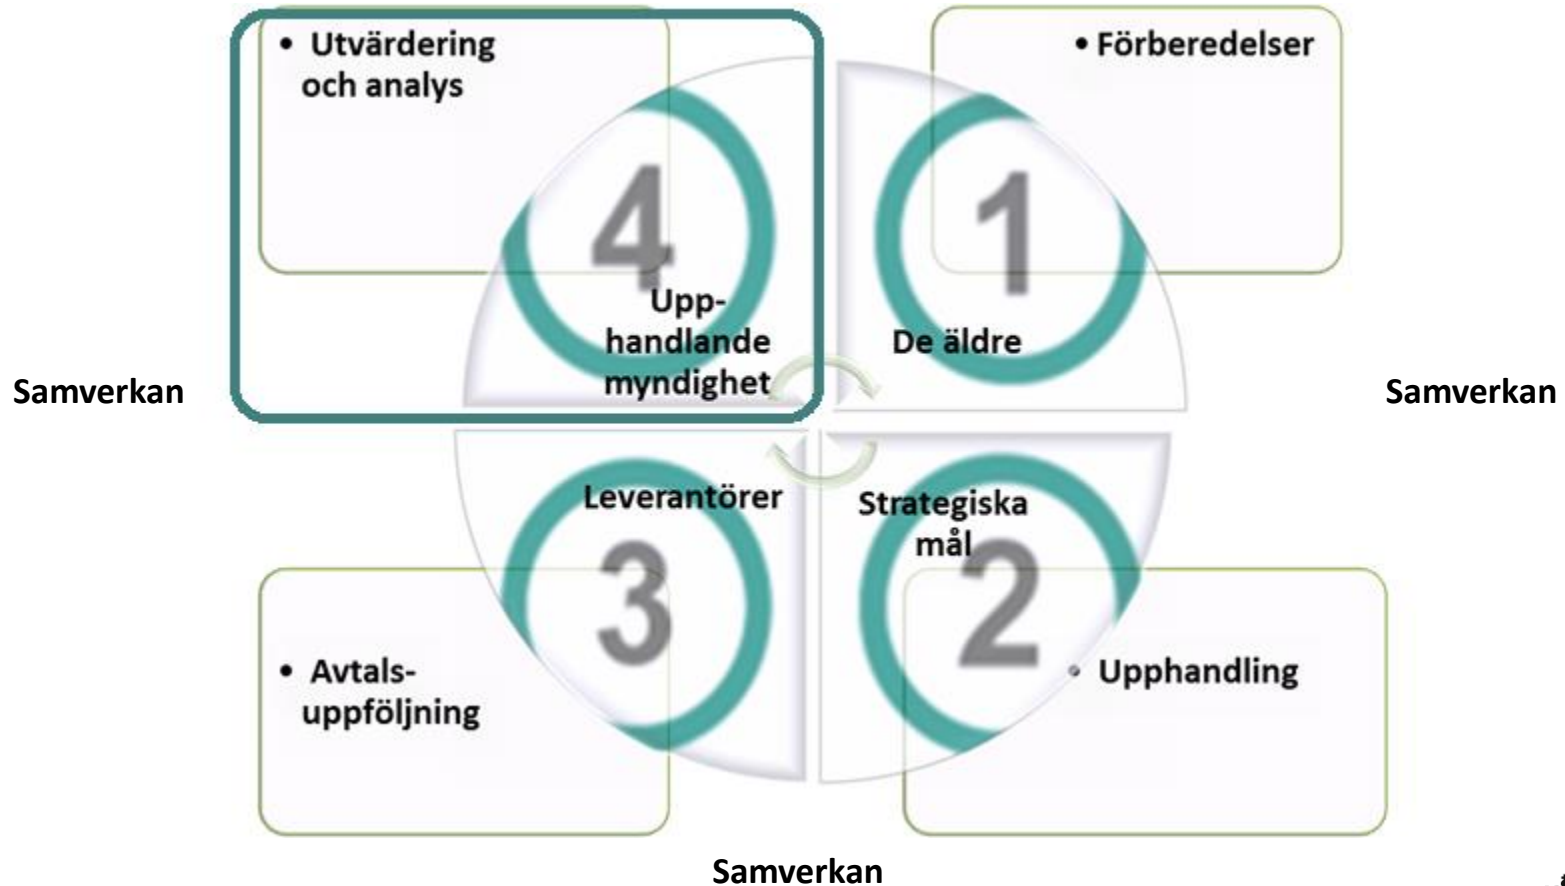 • Utvärdering
och analys
• Förberedelser
4
1
Upp-
handlande
myndighet
De äldre
Samverkan
Samverkan
Leverantörer
Strategiska
mål
3
2
• Avtals-
uppföljning
• Upphandling
Samverkan